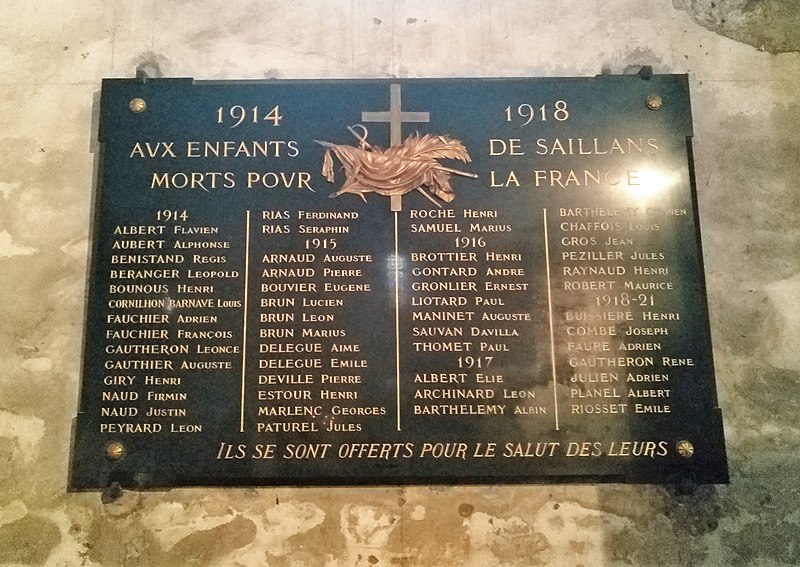 1914 1918
AVX ENFANTS DE SAILLANS
MORTS POVR LA FRANCE
1914
ALBERT FLAVIEN
AUBERT ALPHONSE
BENISTAND REGIS
BERANGER LEOPOLD
BOUNOUS HENRI
CORNILHON BARNAVE LOUIS
FAUCHIER ADRIEN
FAUCHIER FRANÇOIS
GAUTHERON LEONCE
GAUTHIER AUGUSTE
GIRY HENRI
NAUD FIRMIN
NAUD JUSTIN
PEYRARD LEON
RIAS FERDINAND
RIAS SERAPHIN
1915
ARNAUD AUGUSTE
ARNAUD PIERRE
BOUVIER EUGENE
BRUN LUCIEN
BRUN LEON
BRUN MARIUS
DELEGUE AIME
DELEGUE EMILE
DEVILLE PIERRE
ESTOUR HENRI
MARLENC GEORGES
PATUREL JULES
ROCHE HENRI
SAMUEL MARIUS
1916
BROTTIER HENRI
GONTARD ANDRE
GRONLIER ERNEST
LIOTARD PAUL
MANINET AUGUSTE
SAUVAN DAVILLA
THOMET PAUL
1917
ALBERT ELIE
ARCHINARD LEON
BARTHELEMY ALBIN
BARTHELEMY
CHAFFOIS LOUIS
GROS JEAN
PEZILLER JULES
RAYNAUD HENRI
ROBERT MAURICE
1918-21
BUISSIERE HENRI
COMBE JOSEPH
FAURE ADRIEN
GAUTHERON RENE
JULIEN ADRIEN
PLANEL ALBERT
RIOSSET EMILE
ILS SE SONT OFFERTS POUR LE SALUT DES LEURS